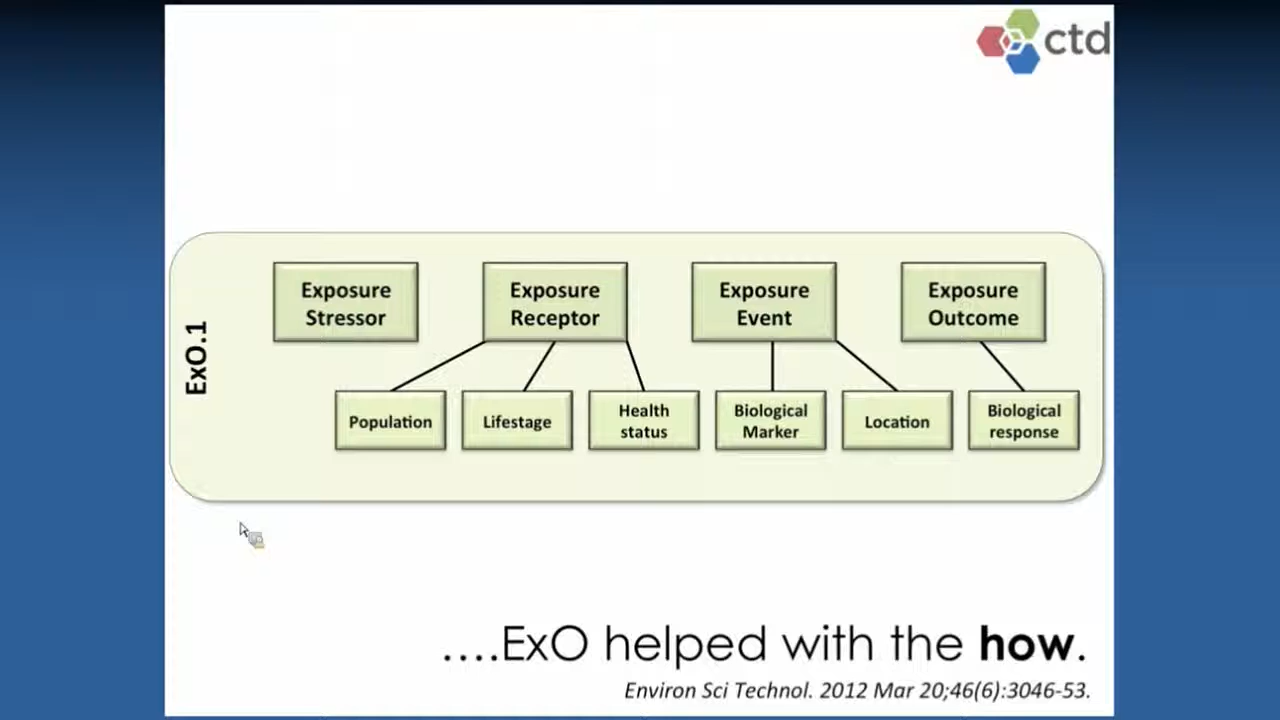 ctd
ExO.1
Exposure
Stressor
Exposure
Receptor
Exposure
Event
Exposure
Outcome
Population
Lifestage
Health
status
Biological
Marker
Location
Biological
response
....ExO helped with the how.
Environ Sci Technol. 2012 Mar 20;46(6):3046-53.